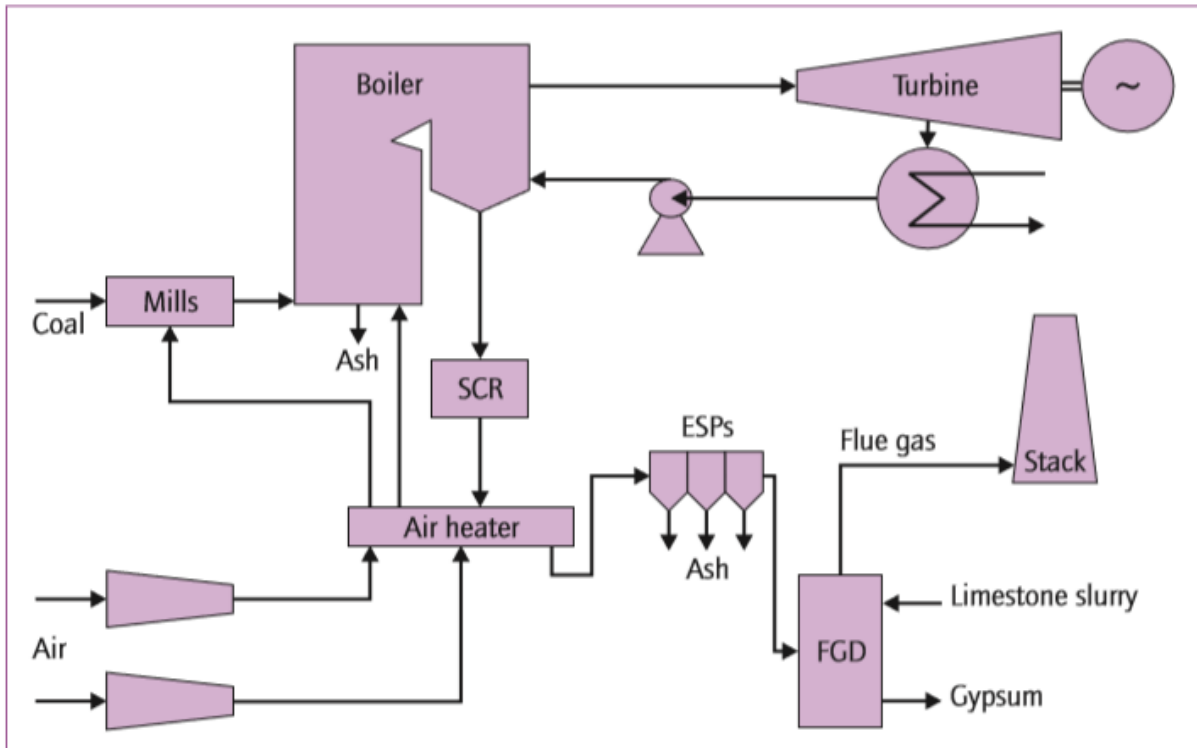 Boiler
Turbine
~
Mills
Coal
Ash
SCR
ESPs
Flue gas
Stack
Air heater
Ash
Limestone slurry
Air
FGD
Gypsum